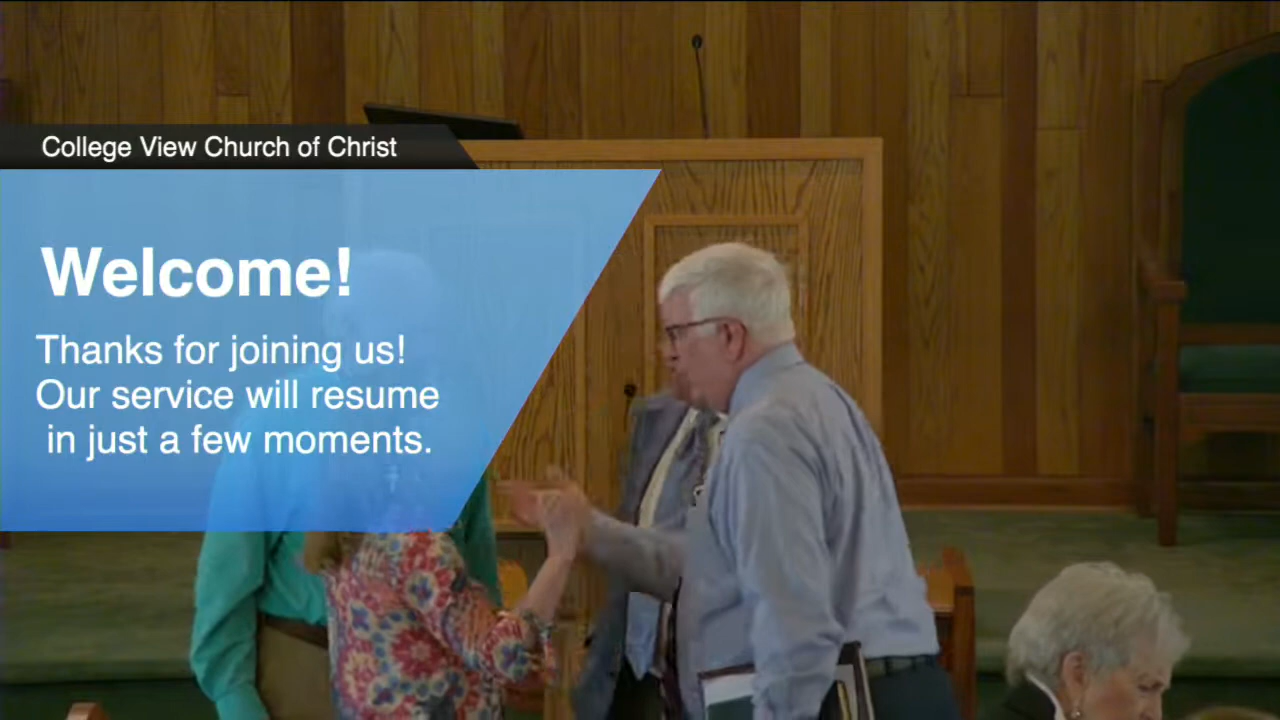 College View Church of Christ
Welcome!
Thanks for joining us!
Our service will resume
in just a few moments.